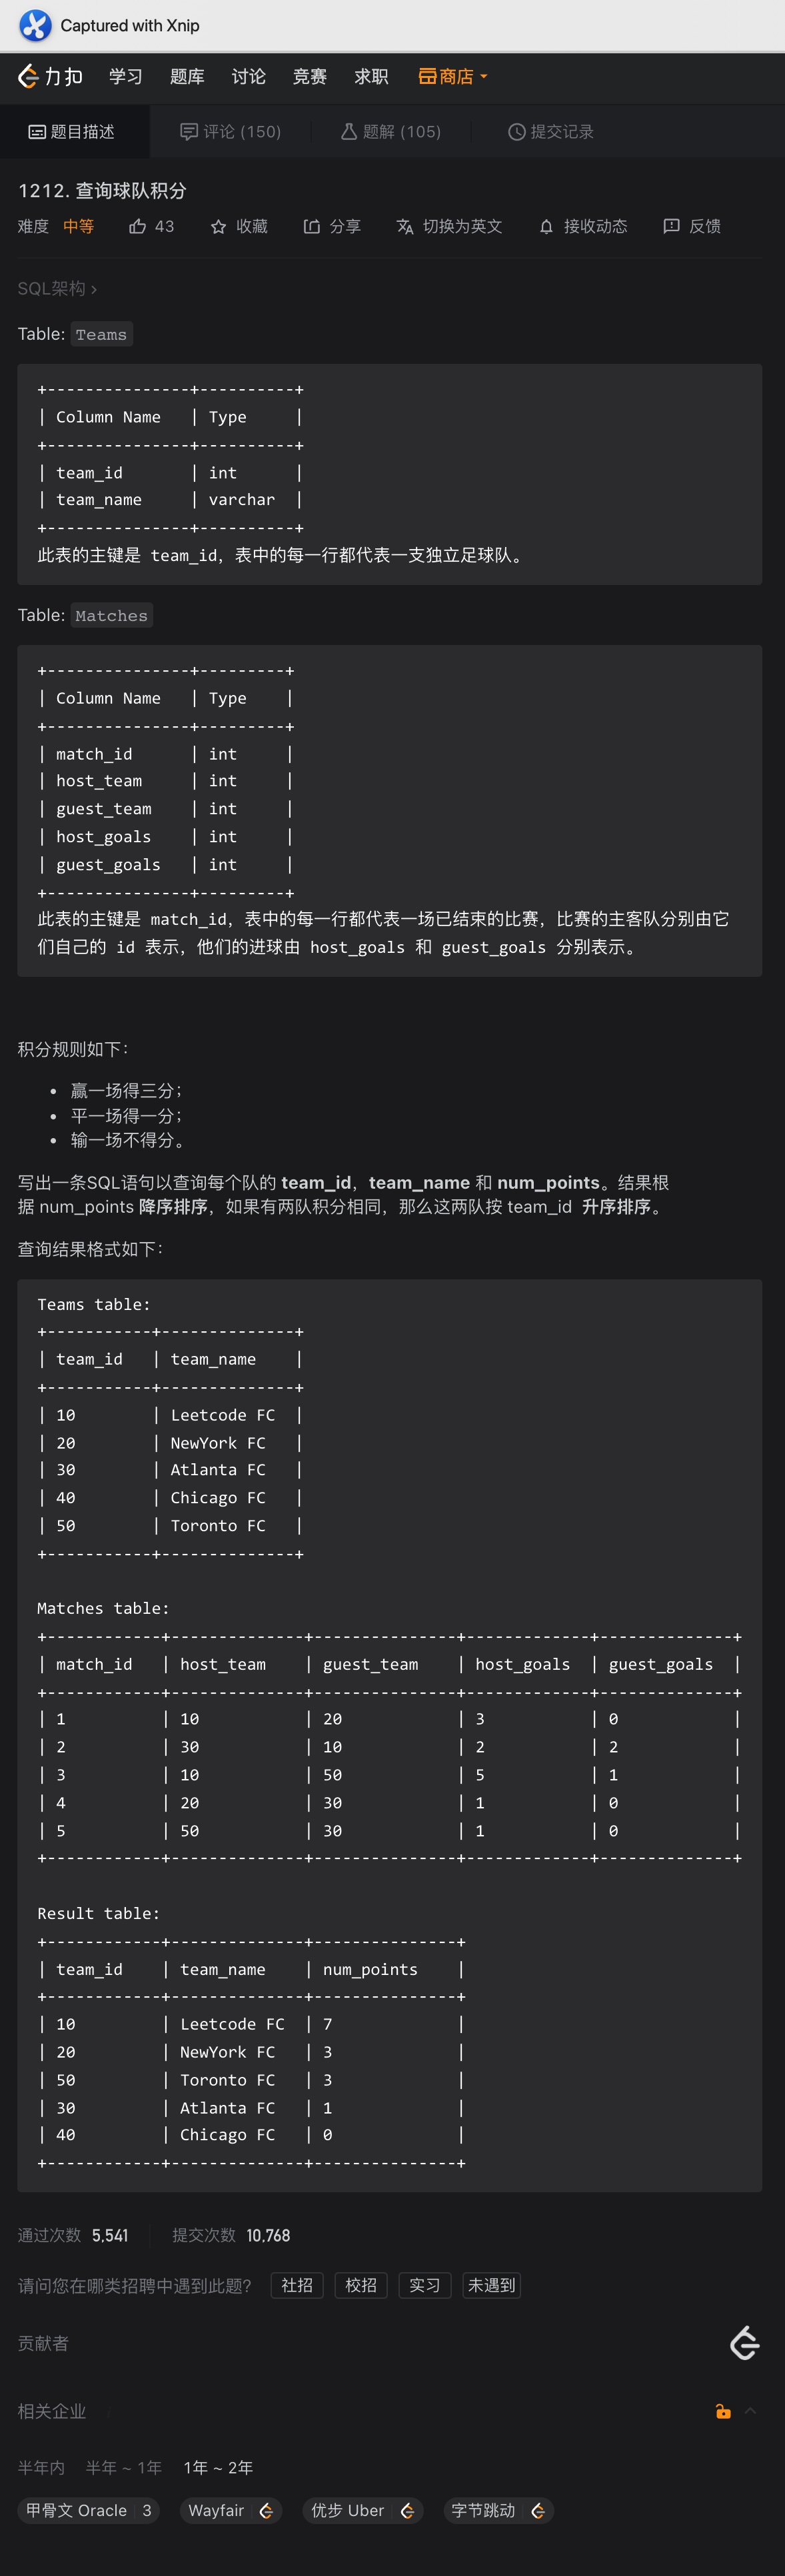 Captured with Xnip
力扣 学习 题库 讨论 竞赛 求职 商店
题目描述 评论 (150) 题解 (105) 提交记录
1212. 查询球队积分
难度 中等 43 收藏 分享 切换为英文 接收动态 反馈
SQL架构 ›
Table: Teams
+---------------+----------+
| Column Name   | Type     |
+---------------+----------+
| team_id       | int      |
| team_name     | varchar  |
+---------------+----------+
此表的主键是 team_id，表中的每一行都代表一支独立足球队。
Table: Matches
+---------------+---------+
| Column Name   | Type    |
+---------------+---------+
| match_id      | int     |
| host_team     | int     |
| guest_team    | int     |
| host_goals    | int     |
| guest_goals   | int     |
+---------------+---------+
此表的主键是 match_id，表中的每一行都代表一场已结束的比赛，比赛的主客队分别由它
们自己的 id 表示，他们的进球由 host_goals 和 guest_goals 分别表示。
积分规则如下：
• 赢一场得三分；
• 平一场得一分；
• 输一场不得分。
写出一条SQL语句以查询每个队的 team_id，team_name 和 num_points。结果根
据 num_points 降序排序，如果有两队积分相同，那么这两队按 team_id 升序排序。
查询结果格式如下：
Teams table:
+-----------+--------------+
| team_id   | team_name    |
+-----------+--------------+
| 10        | Leetcode FC  |
| 20        | NewYork FC   |
| 30        | Atlanta FC   |
| 40        | Chicago FC   |
| 50        | Toronto FC   |
+-----------+--------------+
Matches table:
+------------+--------------+---------------+-------------+--------------+
| match_id   | host_team    | guest_team    | host_goals  | guest_goals  |
+------------+--------------+---------------+-------------+--------------+
| 1          | 10           | 20            | 3           | 0            |
| 2          | 30           | 10            | 2           | 2            |
| 3          | 10           | 50            | 5           | 1            |
| 4          | 20           | 30            | 1           | 0            |
| 5          | 50           | 30            | 1           | 0            |
+------------+--------------+---------------+-------------+--------------+
Result table:
+------------+--------------+---------------+
| team_id    | team_name    | num_points    |
+------------+--------------+---------------+
| 10         | Leetcode FC  | 7             |
| 20         | NewYork FC   | 3             |
| 50         | Toronto FC   | 3             |
| 30         | Atlanta FC   | 1             |
| 40         | Chicago FC   | 0             |
+------------+--------------+---------------+
通过次数 5,541 提交次数 10,768
请问您在哪类招聘中遇到此题？ 社招 校招 实习 未遇到
贡献者
相关企业
半年内 半年 ~ 1年 1年 ~ 2年
甲骨文 Oracle 3 Wayfair 优步 Uber 字节跳动